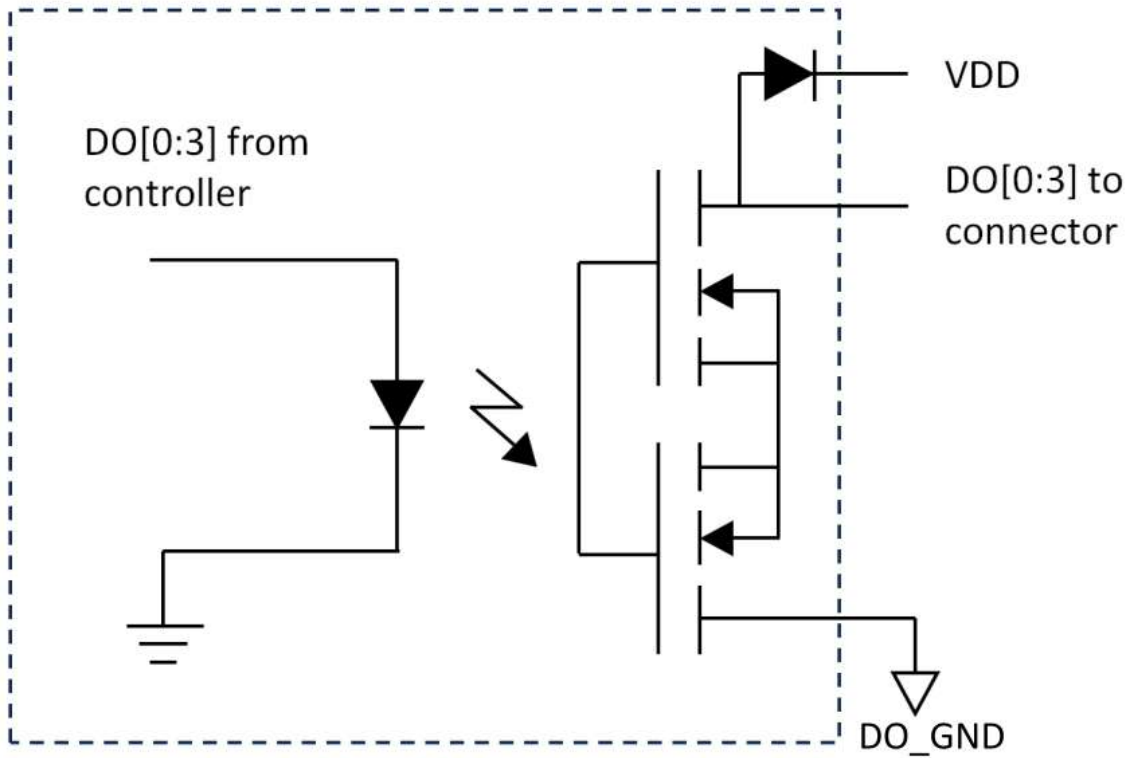 VDD
DO[0:3] from
controller
DO[0:3] to
connector
DO_GND